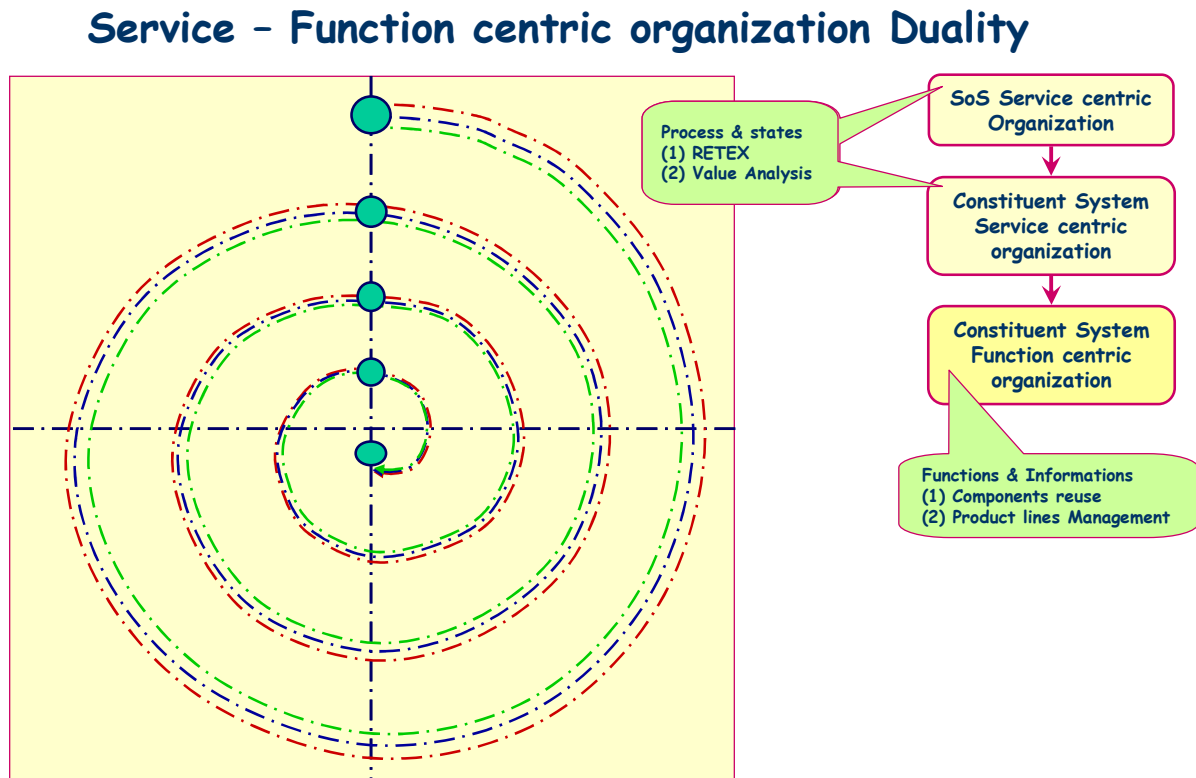 Service – Function centric organization Duality
SoS Service centric
Organization
Process & states
(1) RETEX
(2) Value Analysis
Constituent System
Service centric
organization
Constituent System
Function centric
organization
Functions & Informations
(1) Components reuse
(2) Product lines Management